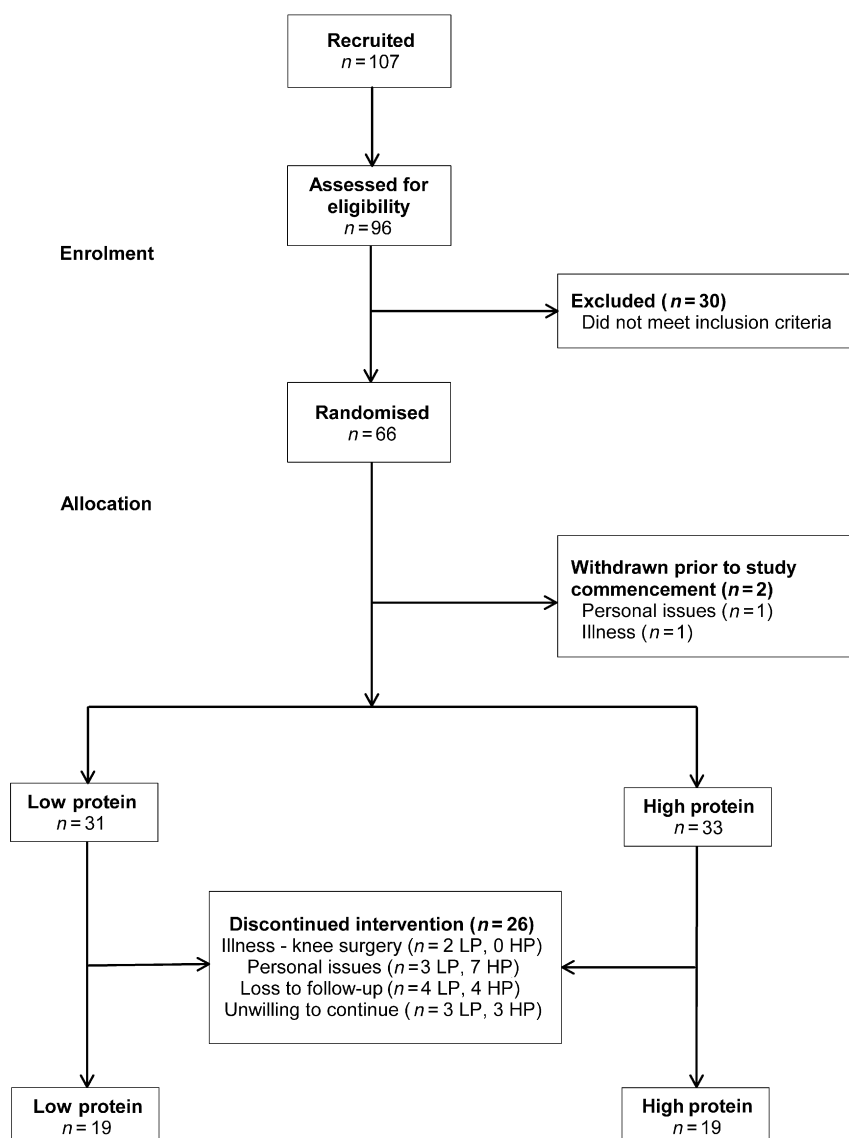 Recruited
n = 107
Assessed for
eligibility
n = 96
Enrolment
Excluded (n = 30)
Did not meet inclusion criteria
Randomised
n = 66
Allocation
Withdrawn prior to study
commencement (n = 2)
Personal issues (n = 1)
Illness (n = 1)
Low protein
n = 31
High protein
n = 33
Discontinued intervention (n = 26)
Illness - knee surgery (n = 2 LP, 0 HP)
Personal issues (n = 3 LP, 7 HP)
Loss to follow-up (n = 4 LP, 4 HP)
Unwilling to continue (n = 3 LP, 3 HP)
Low protein
n = 19
High protein
n = 19